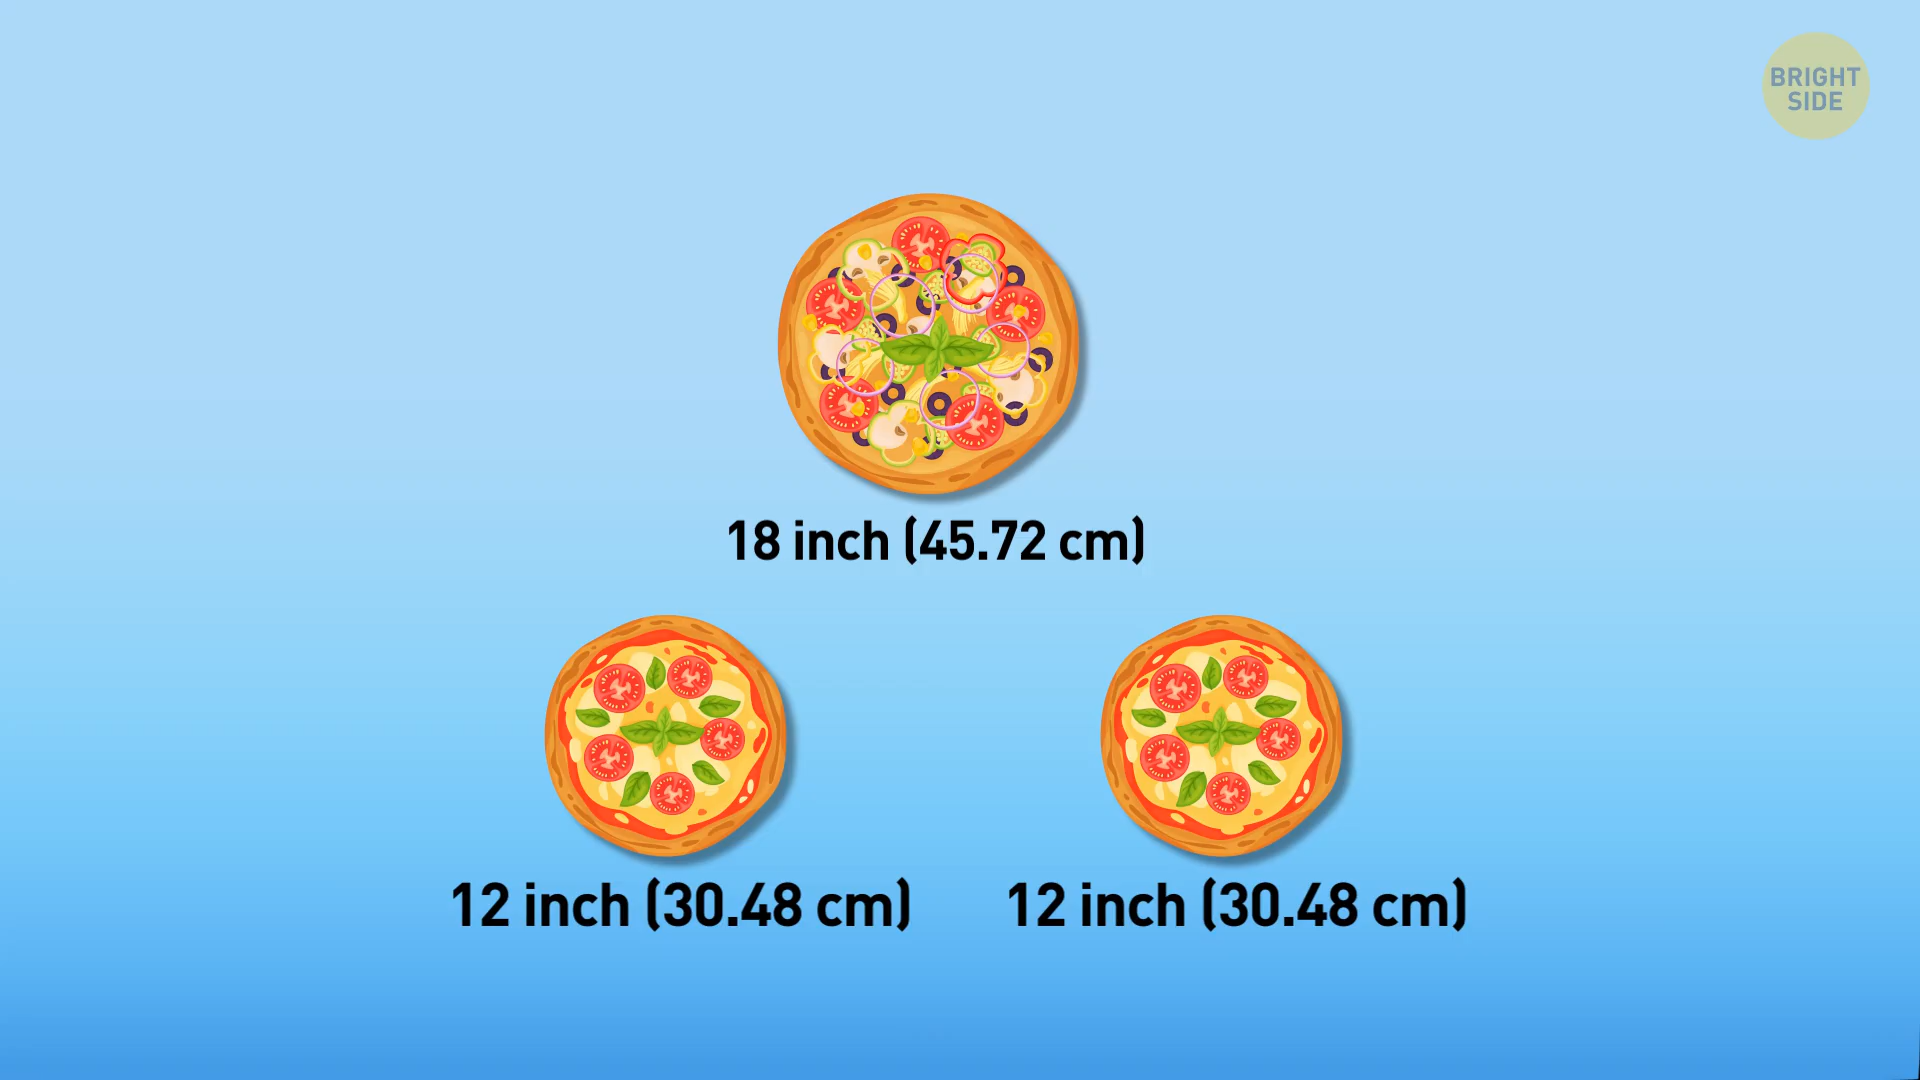 BRIGHT
SIDE
18 inch (45.72 cm)
12 inch (30.48 cm)
12 inch (30.48 cm)